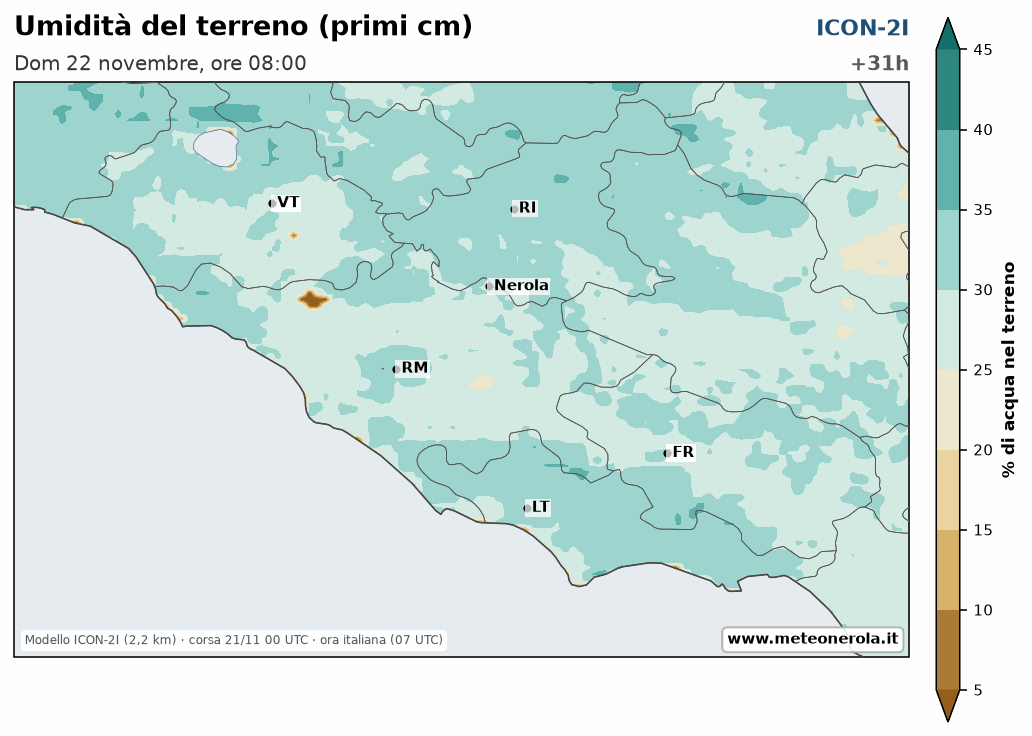 Umidità del terreno (primi cm)
ICON-2I
Dom 22 novembre, ore 08:00
+31h
VT
RI
Nerola
RM
FR
LT
Modello ICON-2I (2,2 km) · corsa 21/11 00 UTC · ora italiana (07 UTC)
www.meteonerola.it
45
40
35
30
25
20
15
10
5
% di acqua nel terreno